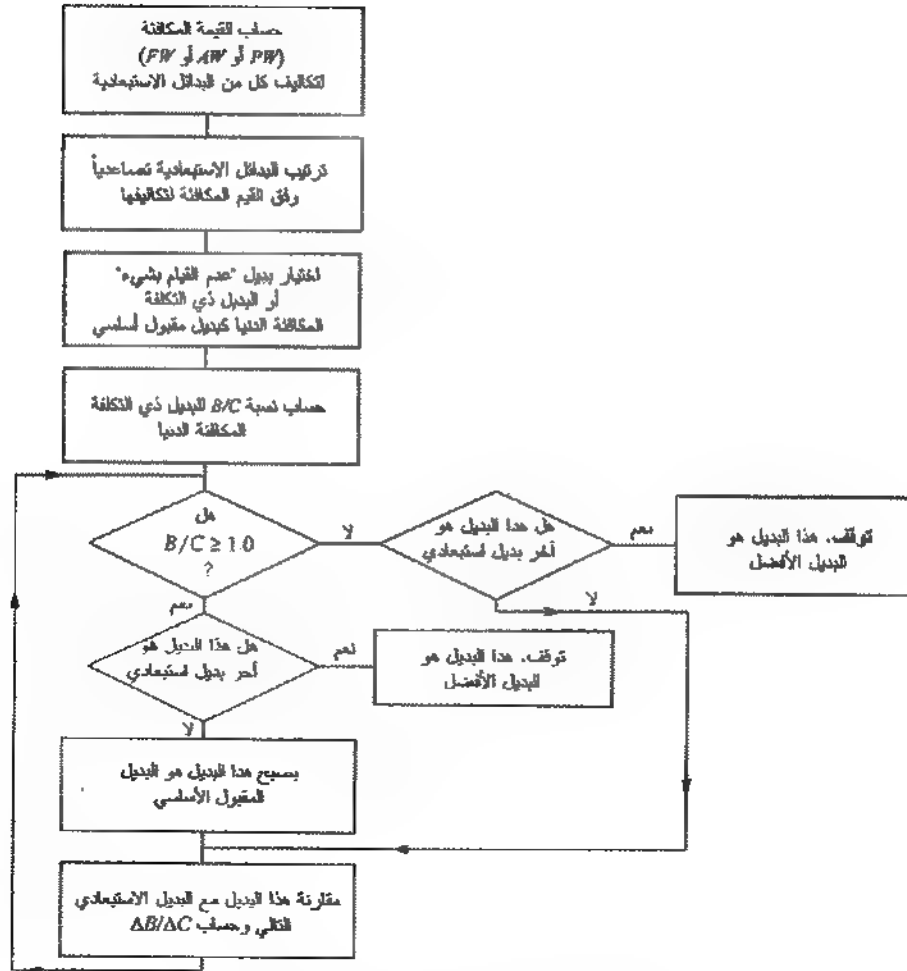 حساب القيمة المكافئة
(PW أو AW أو FW)
لتكاليف كل من البدائل الاستبعادية
ترتيب البدائل الاستبعادية تصاعدياً
وفق القيم المكافئة لتكاليفها
اختيار بديل "عدم القيام بشيء"
أو البديل ذي التكلفة
المكافئة الدنيا كبديل مقبول أساسي
حساب نسبة B/C للبديل ذي التكلفة
المكافئة الدنيا
هل
B/C ≥ 1.0
?
لا
هل هذا البديل هو
آخر بديل استبعادي
نعم
توقف، هذا البديل هو
البديل الأفضل
لا
نعم
هل هذا البديل هو
آخر بديل استبعادي
نعم
توقف، هذا البديل هو
البديل الأفضل
لا
يصبح هذا البديل هو البديل
المقبول الأساسي
مقارنة هذا البديل مع البديل الاستبعادي
التالي وحساب ΔB/ΔC